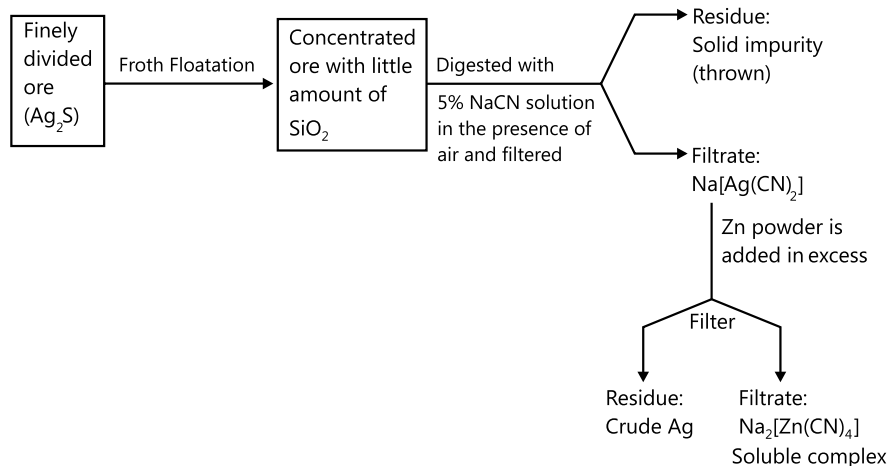 Finely
divided
ore
(Ag₂S)
Froth Floatation
Concentrated
ore with little
amount of
SiO₂
Digested with
5% NaCN solution
in the presence of
air and filtered
Residue:
Solid impurity
(thrown)
Filtrate:
Na[Ag(CN)₂]
Zn powder is
added in excess
Filter
Residue:
Crude Ag
Filtrate:
Na₂[Zn(CN)₄]
Soluble complex